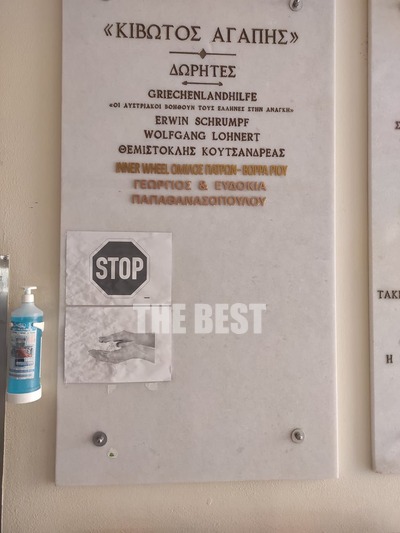 «ΚΙΒΩΤΟΣ ΑΓΑΠΗΣ»
ΔΩΡΗΤΕΣ
GRIECHENLANDHILFE
«ΟΙ ΑΥΣΤΡΙΑΚΟΙ ΒΟΗΘΟΥΝ ΤΟΥΣ ΕΛΛΗΝΕΣ ΣΤΗΝ ΑΝΑΓΚΗ»
ERWIN SCHRUMPF
WOLFGANG LOHNERT
ΘΕΜΙΣΤΟΚΛΗΣ ΚΟΥΤΣΑΝΔΡΕΑΣ
INNER WHEEL ΟΜΙΛΟΣ ΠΑΤΡΩΝ - ΒΟΡΡΑ ΡΙΟΥ
ΓΕΩΡΓΙΟΣ & ΕΥΔΟΚΙΑ
ΠΑΠΑΘΑΝΑΣΟΠΟΥΛΟΥ
STOP
THE BEST
ΤΑΚΙ
Η